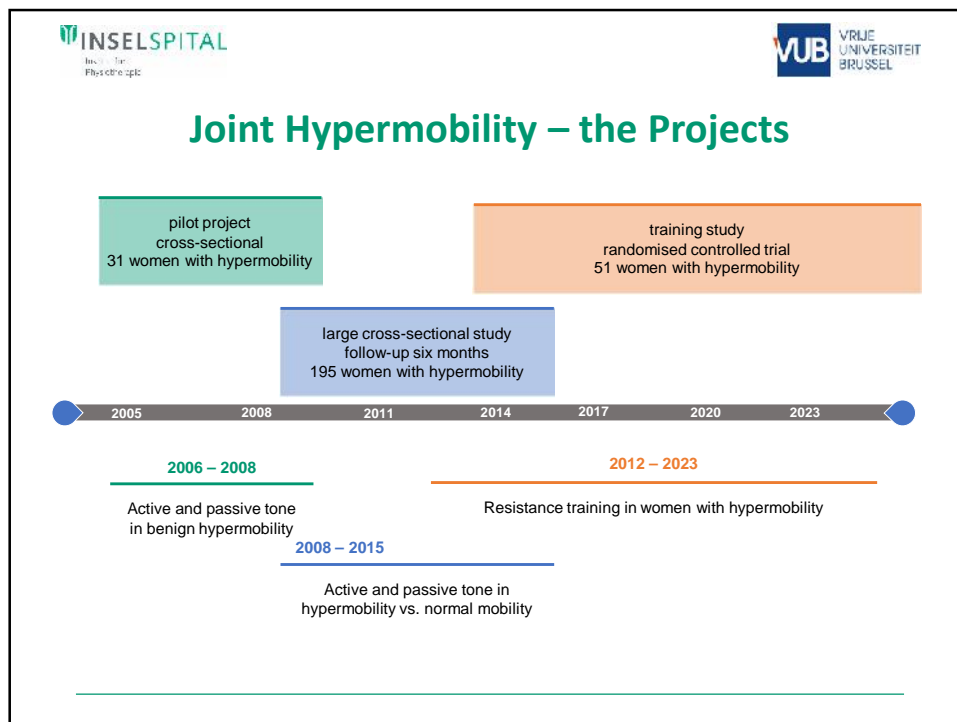 INSELSPITAL
VUB
VRIJE
UNIVERSITEIT
BRUSSEL
Joint Hypermobility – the Projects
pilot project
cross-sectional
31 women with hypermobility
training study
randomised controlled trial
51 women with hypermobility
large cross-sectional study
follow-up six months
195 women with hypermobility
2005 2008 2011 2014 2017 2020 2023
2006 – 2008
2012 – 2023
Active and passive tone
in benign hypermobility
Resistance training in women with hypermobility
2008 – 2015
Active and passive tone in
hypermobility vs. normal mobility